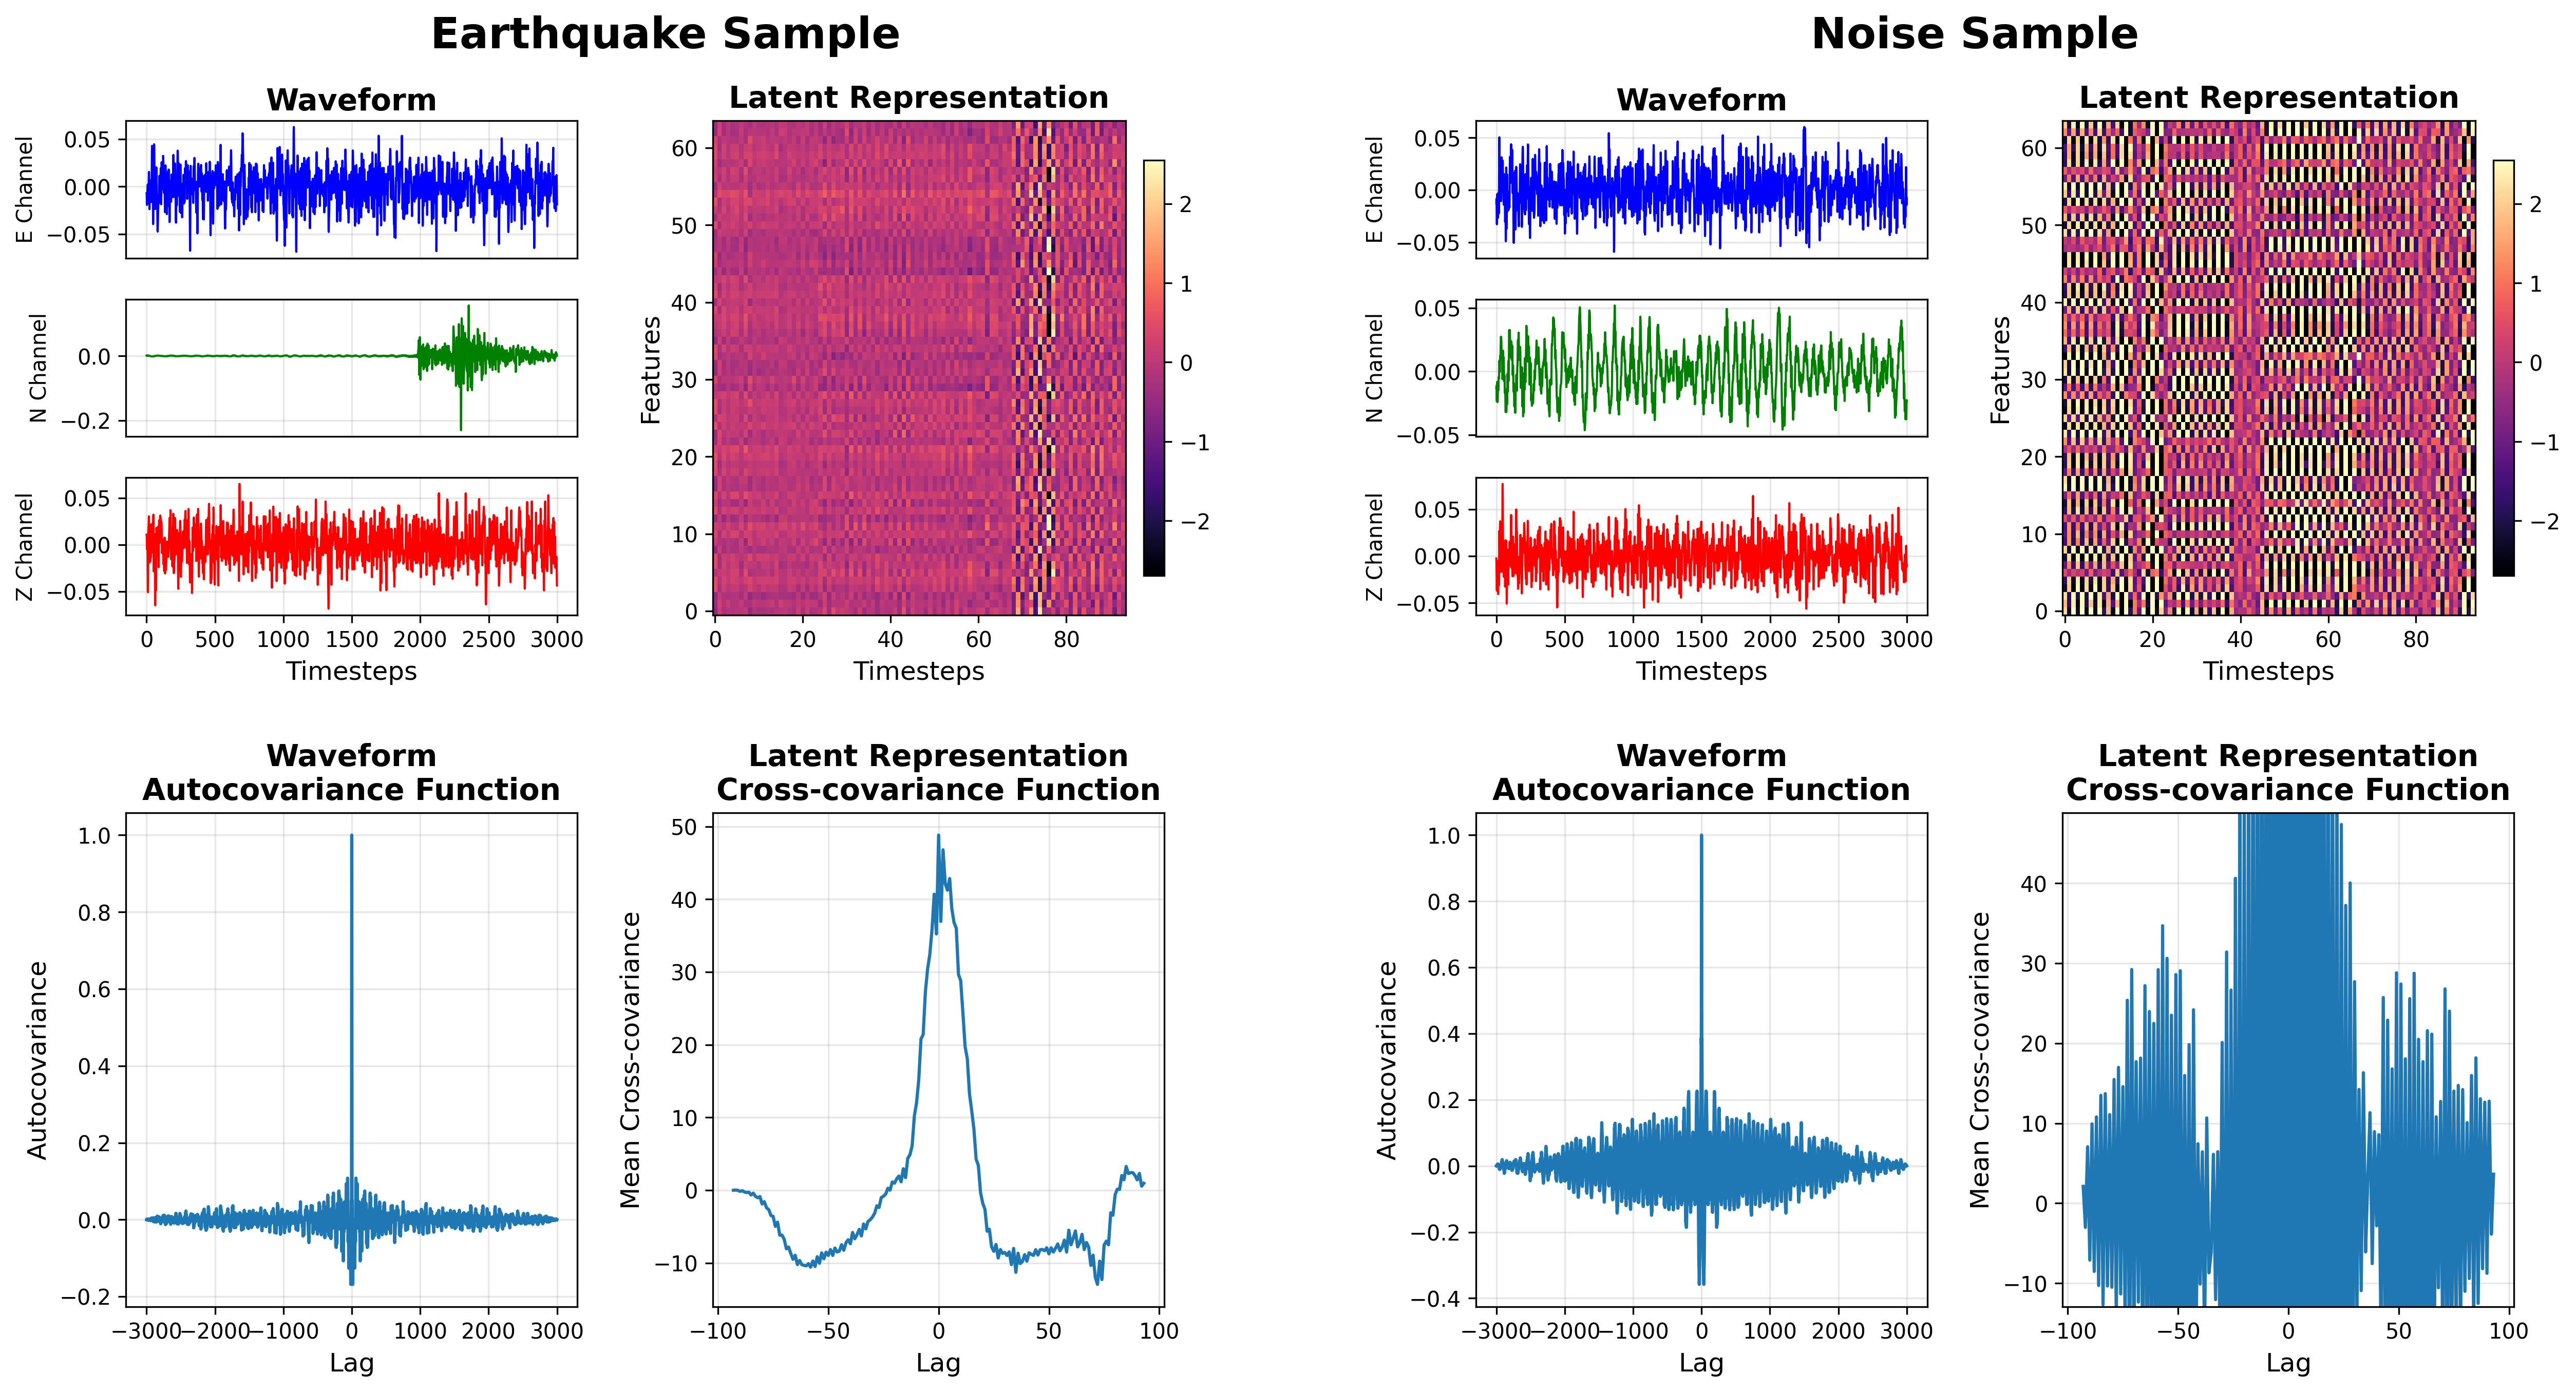 Earthquake Sample
Noise Sample
Waveform
E Channel
0.05
0.00
−0.05
N Channel
0.0
−0.2
Z Channel
0.05
0.00
−0.05
0 500 1000 1500 2000 2500 3000
Timesteps
Latent Representation
Features
60
50
40
30
20
10
0
0 20 40 60 80
Timesteps
2
1
0
−1
−2
Waveform
E Channel
0.05
0.00
−0.05
N Channel
0.05
0.00
−0.05
Z Channel
0.05
0.00
−0.05
0 500 1000 1500 2000 2500 3000
Timesteps
Latent Representation
Features
60
50
40
30
20
10
0
0 20 40 60 80
Timesteps
2
1
0
−1
−2
Waveform
Autocovariance Function
Autocovariance
1.0
0.8
0.6
0.4
0.2
0.0
−0.2
−3000 −2000 −1000 0 1000 2000 3000
Lag
Latent Representation
Cross-covariance Function
Mean Cross-covariance
50
40
30
20
10
0
−10
−100 −50 0 50 100
Lag
Waveform
Autocovariance Function
Autocovariance
1.0
0.8
0.6
0.4
0.2
0.0
−0.2
−0.4
−3000 −2000 −1000 0 1000 2000 3000
Lag
Latent Representation
Cross-covariance Function
Mean Cross-covariance
40
30
20
10
0
−10
−100 −50 0 50 100
Lag